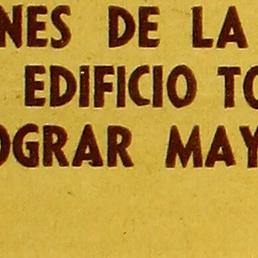 NES DE LA
EDIFICIO TO
OGRAR MAY